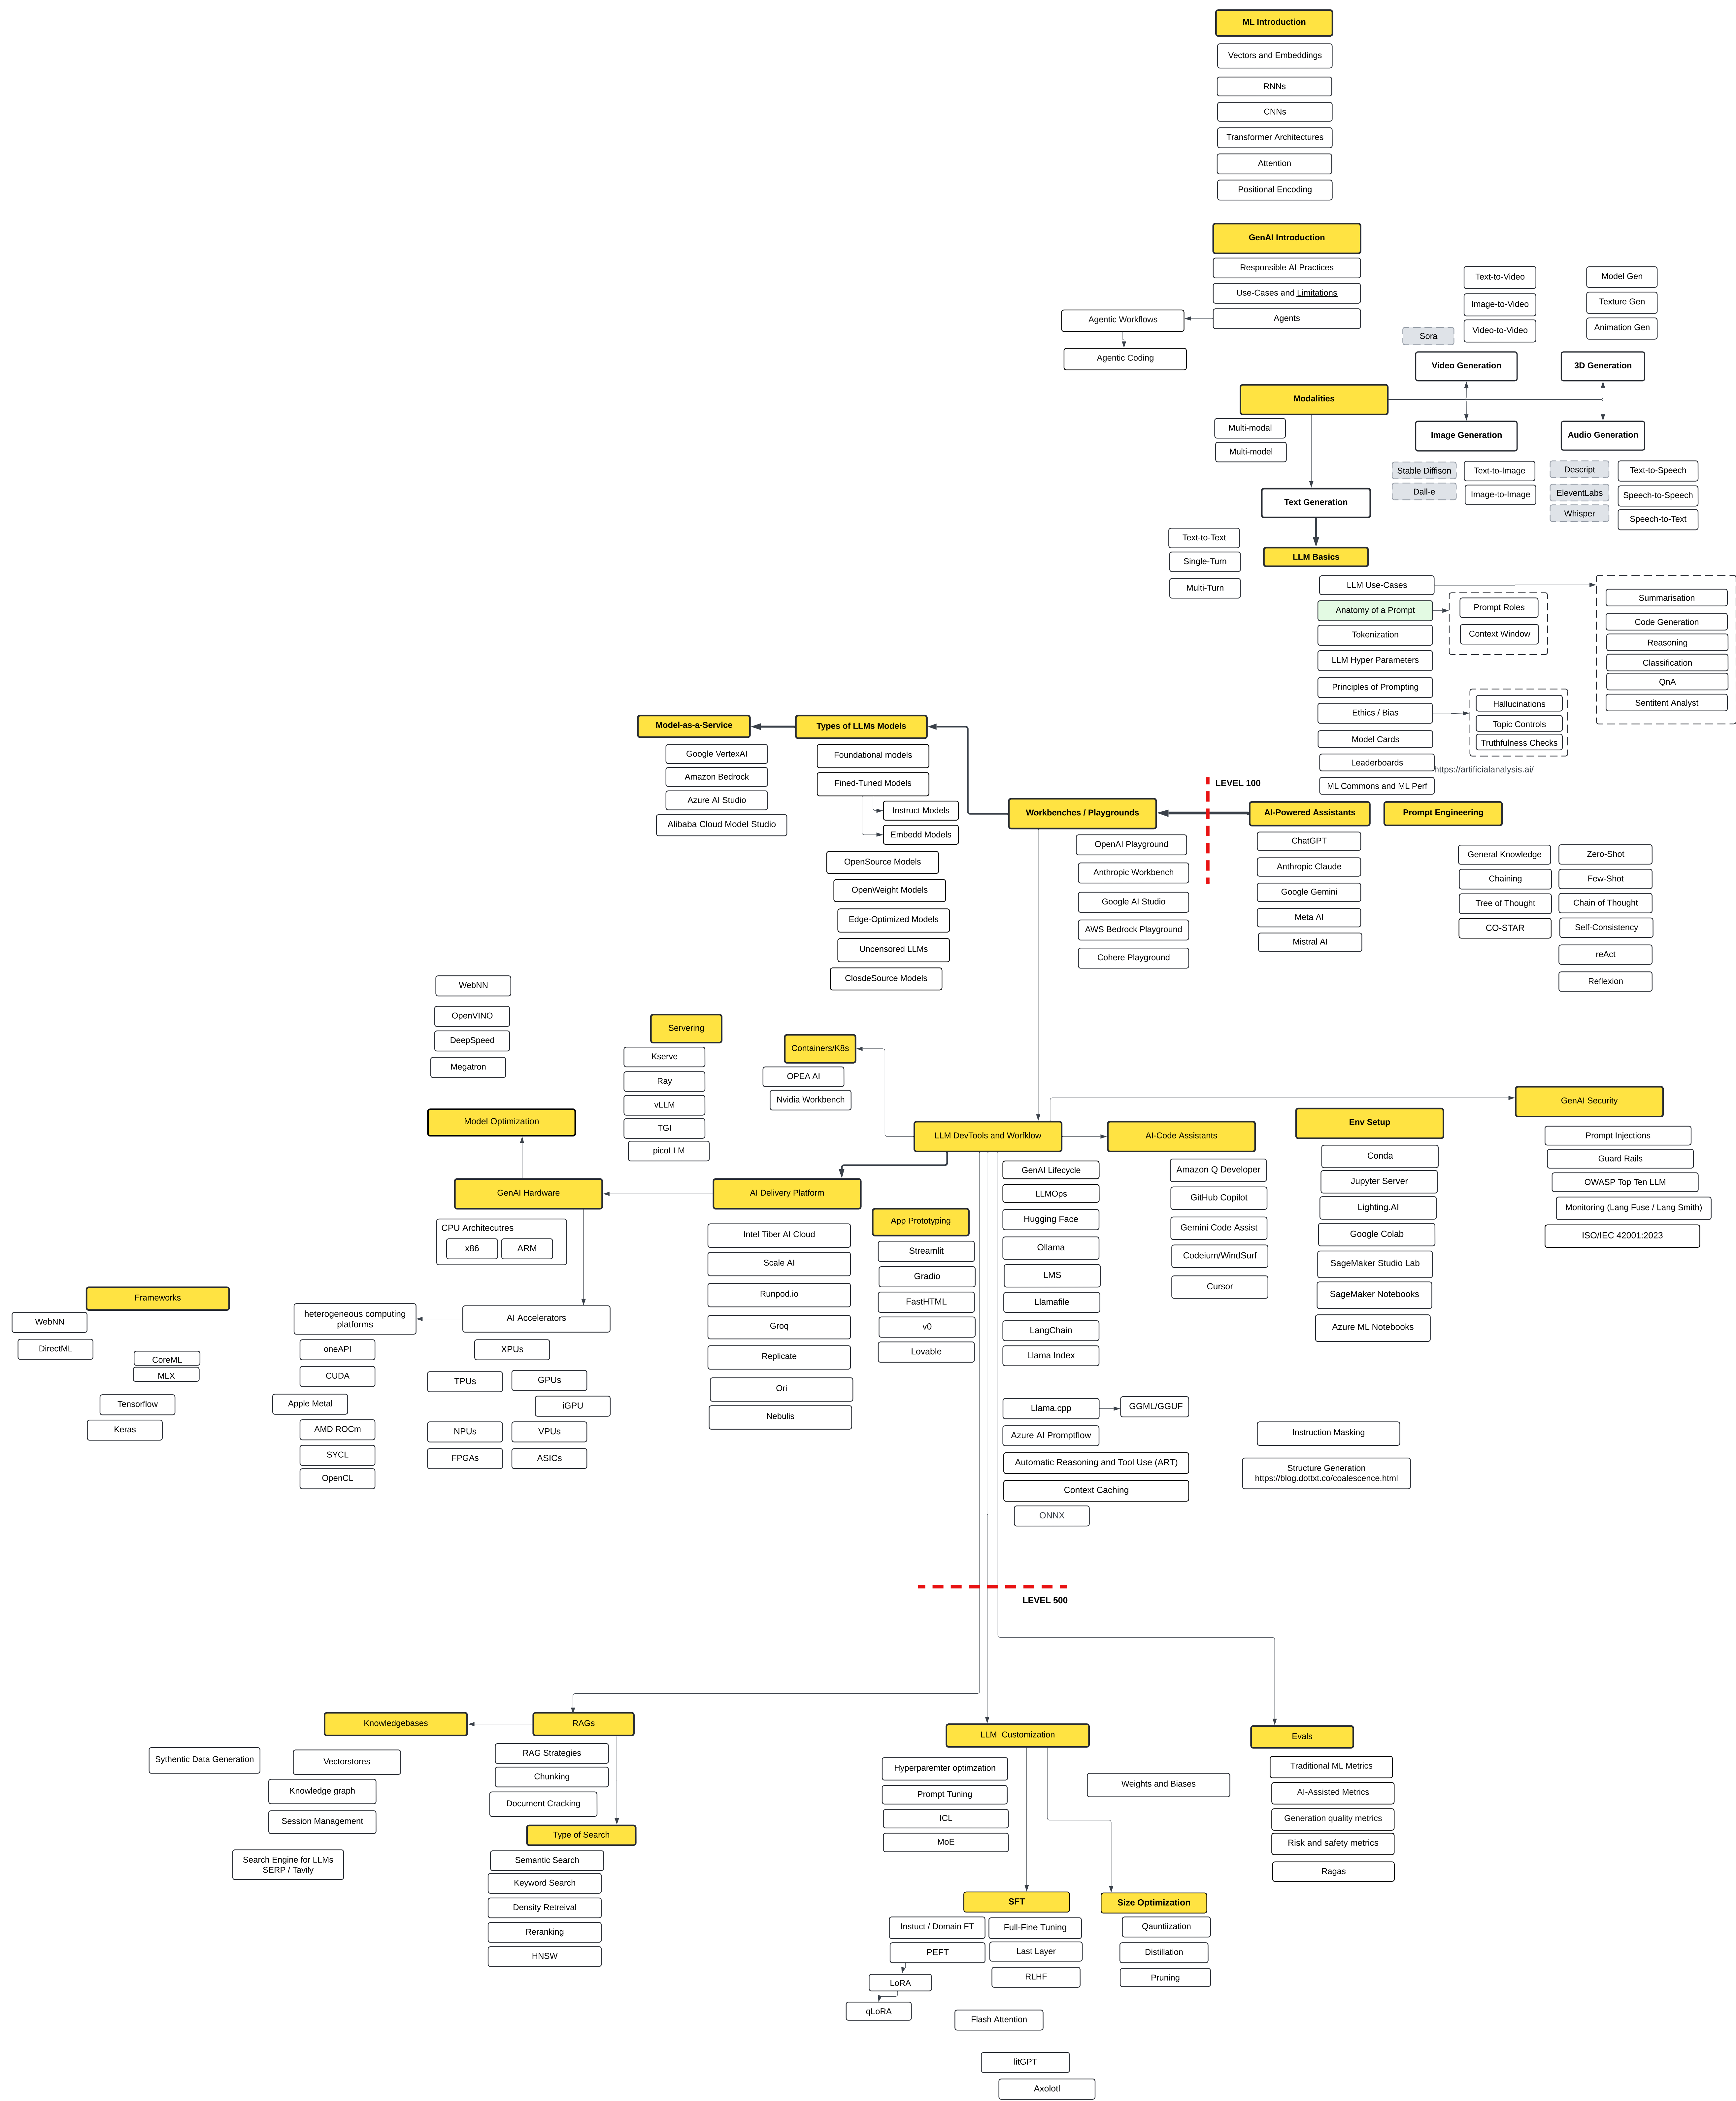 ML Introduction
Vectors and Embeddings
RNNs
CNNs
Transformer Architectures
Attention
Positional Encoding
GenAI Introduction
Responsible AI Practices
Use-Cases and Limitations
Agents
Agentic Workflows
Agentic Coding
Text-to-Video
Image-to-Video
Video-to-Video
Sora
Video Generation
Model Gen
Texture Gen
Animation Gen
3D Generation
Modalities
Multi-modal
Multi-model
Image Generation
Stable Diffison
Dall-e
Text-to-Image
Image-to-Image
Audio Generation
Descript
EleventLabs
Whisper
Text-to-Speech
Speech-to-Speech
Speech-to-Text
Text Generation
Text-to-Text
Single-Turn
Multi-Turn
LLM Basics
LLM Use-Cases
Anatomy of a Prompt
Tokenization
LLM Hyper Parameters
Principles of Prompting
Ethics / Bias
Model Cards
Leaderboards
https://artificialanalysis.ai/
ML Commons and ML Perf
Prompt Roles
Context Window
Summarisation
Code Generation
Reasoning
Classification
QnA
Sentitent Analyst
Hallucinations
Topic Controls
Truthfulness Checks
Model-as-a-Service
Google VertexAI
Amazon Bedrock
Azure AI Studio
Alibaba Cloud Model Studio
Types of LLMs Models
Foundational models
Fined-Tuned Models
Instruct Models
Embedd Models
OpenSource Models
OpenWeight Models
Edge-Optimized Models
Uncensored LLMs
ClosdeSource Models
LEVEL 100
Workbenches / Playgrounds
OpenAI Playground
Anthropic Workbench
Google AI Studio
AWS Bedrock Playground
Cohere Playground
AI-Powered Assistants
ChatGPT
Anthropic Claude
Google Gemini
Meta AI
Mistral AI
Prompt Engineering
General Knowledge
Chaining
Tree of Thought
CO-STAR
Zero-Shot
Few-Shot
Chain of Thought
Self-Consistency
reAct
Reflexion
WebNN
OpenVINO
DeepSpeed
Megatron
Model Optimization
Servering
Kserve
Ray
vLLM
TGI
picoLLM
Containers/K8s
OPEA AI
Nvidia Workbench
LLM DevTools and Worfklow
GenAI Lifecycle
LLMOps
Hugging Face
Ollama
LMS
Llamafile
LangChain
Llama Index
Llama.cpp
GGML/GGUF
Azure AI Promptflow
Automatic Reasoning and Tool Use (ART)
Context Caching
ONNX
AI-Code Assistants
Amazon Q Developer
GitHub Copilot
Gemini Code Assist
Codeium/WindSurf
Cursor
Env Setup
Conda
Jupyter Server
Lighting.AI
Google Colab
SageMaker Studio Lab
SageMaker Notebooks
Azure ML Notebooks
GenAI Security
Prompt Injections
Guard Rails
OWASP Top Ten LLM
Monitoring (Lang Fuse / Lang Smith)
ISO/IEC 42001:2023
GenAI Hardware
CPU Architecutres
x86
ARM
AI Delivery Platform
Intel Tiber AI Cloud
Scale AI
Runpod.io
Groq
Replicate
Ori
Nebulis
App Prototyping
Streamlit
Gradio
FastHTML
v0
Lovable
Frameworks
WebNN
DirectML
CoreML
MLX
Tensorflow
Keras
heterogeneous computing
platforms
oneAPI
CUDA
Apple Metal
AMD ROCm
SYCL
OpenCL
AI Accelerators
XPUs
TPUs
GPUs
iGPU
NPUs
VPUs
FPGAs
ASICs
Instruction Masking
Structure Generation
https://blog.dottxt.co/coalescence.html
LEVEL 500
Knowledgebases
Sythentic Data Generation
Vectorstores
Knowledge graph
Session Management
Search Engine for LLMs
SERP / Tavily
RAGs
RAG Strategies
Chunking
Document Cracking
Type of Search
Semantic Search
Keyword Search
Density Retreival
Reranking
HNSW
LLM  Customization
Hyperparemter optimzation
Prompt Tuning
ICL
MoE
Weights and Biases
Evals
Traditional ML Metrics
AI-Assisted Metrics
Generation quality metrics
Risk and safety metrics
Ragas
SFT
Instuct / Domain FT
PEFT
LoRA
qLoRA
Full-Fine Tuning
Last Layer
RLHF
Size Optimization
Qauntiization
Distillation
Pruning
Flash Attention
litGPT
Axolotl